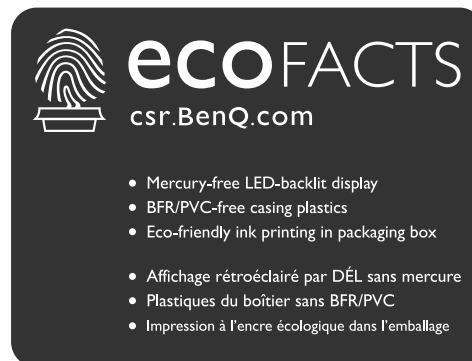 ecoFACTS
csr.BenQ.com
• Mercury-free LED-backlit display
• BFR/PVC-free casing plastics
• Eco-friendly ink printing in packaging box
• Affichage rétroéclairé par DÉL sans mercure
• Plastiques du boîtier sans BFR/PVC
• Impression à l'encre écologique dans l'emballage